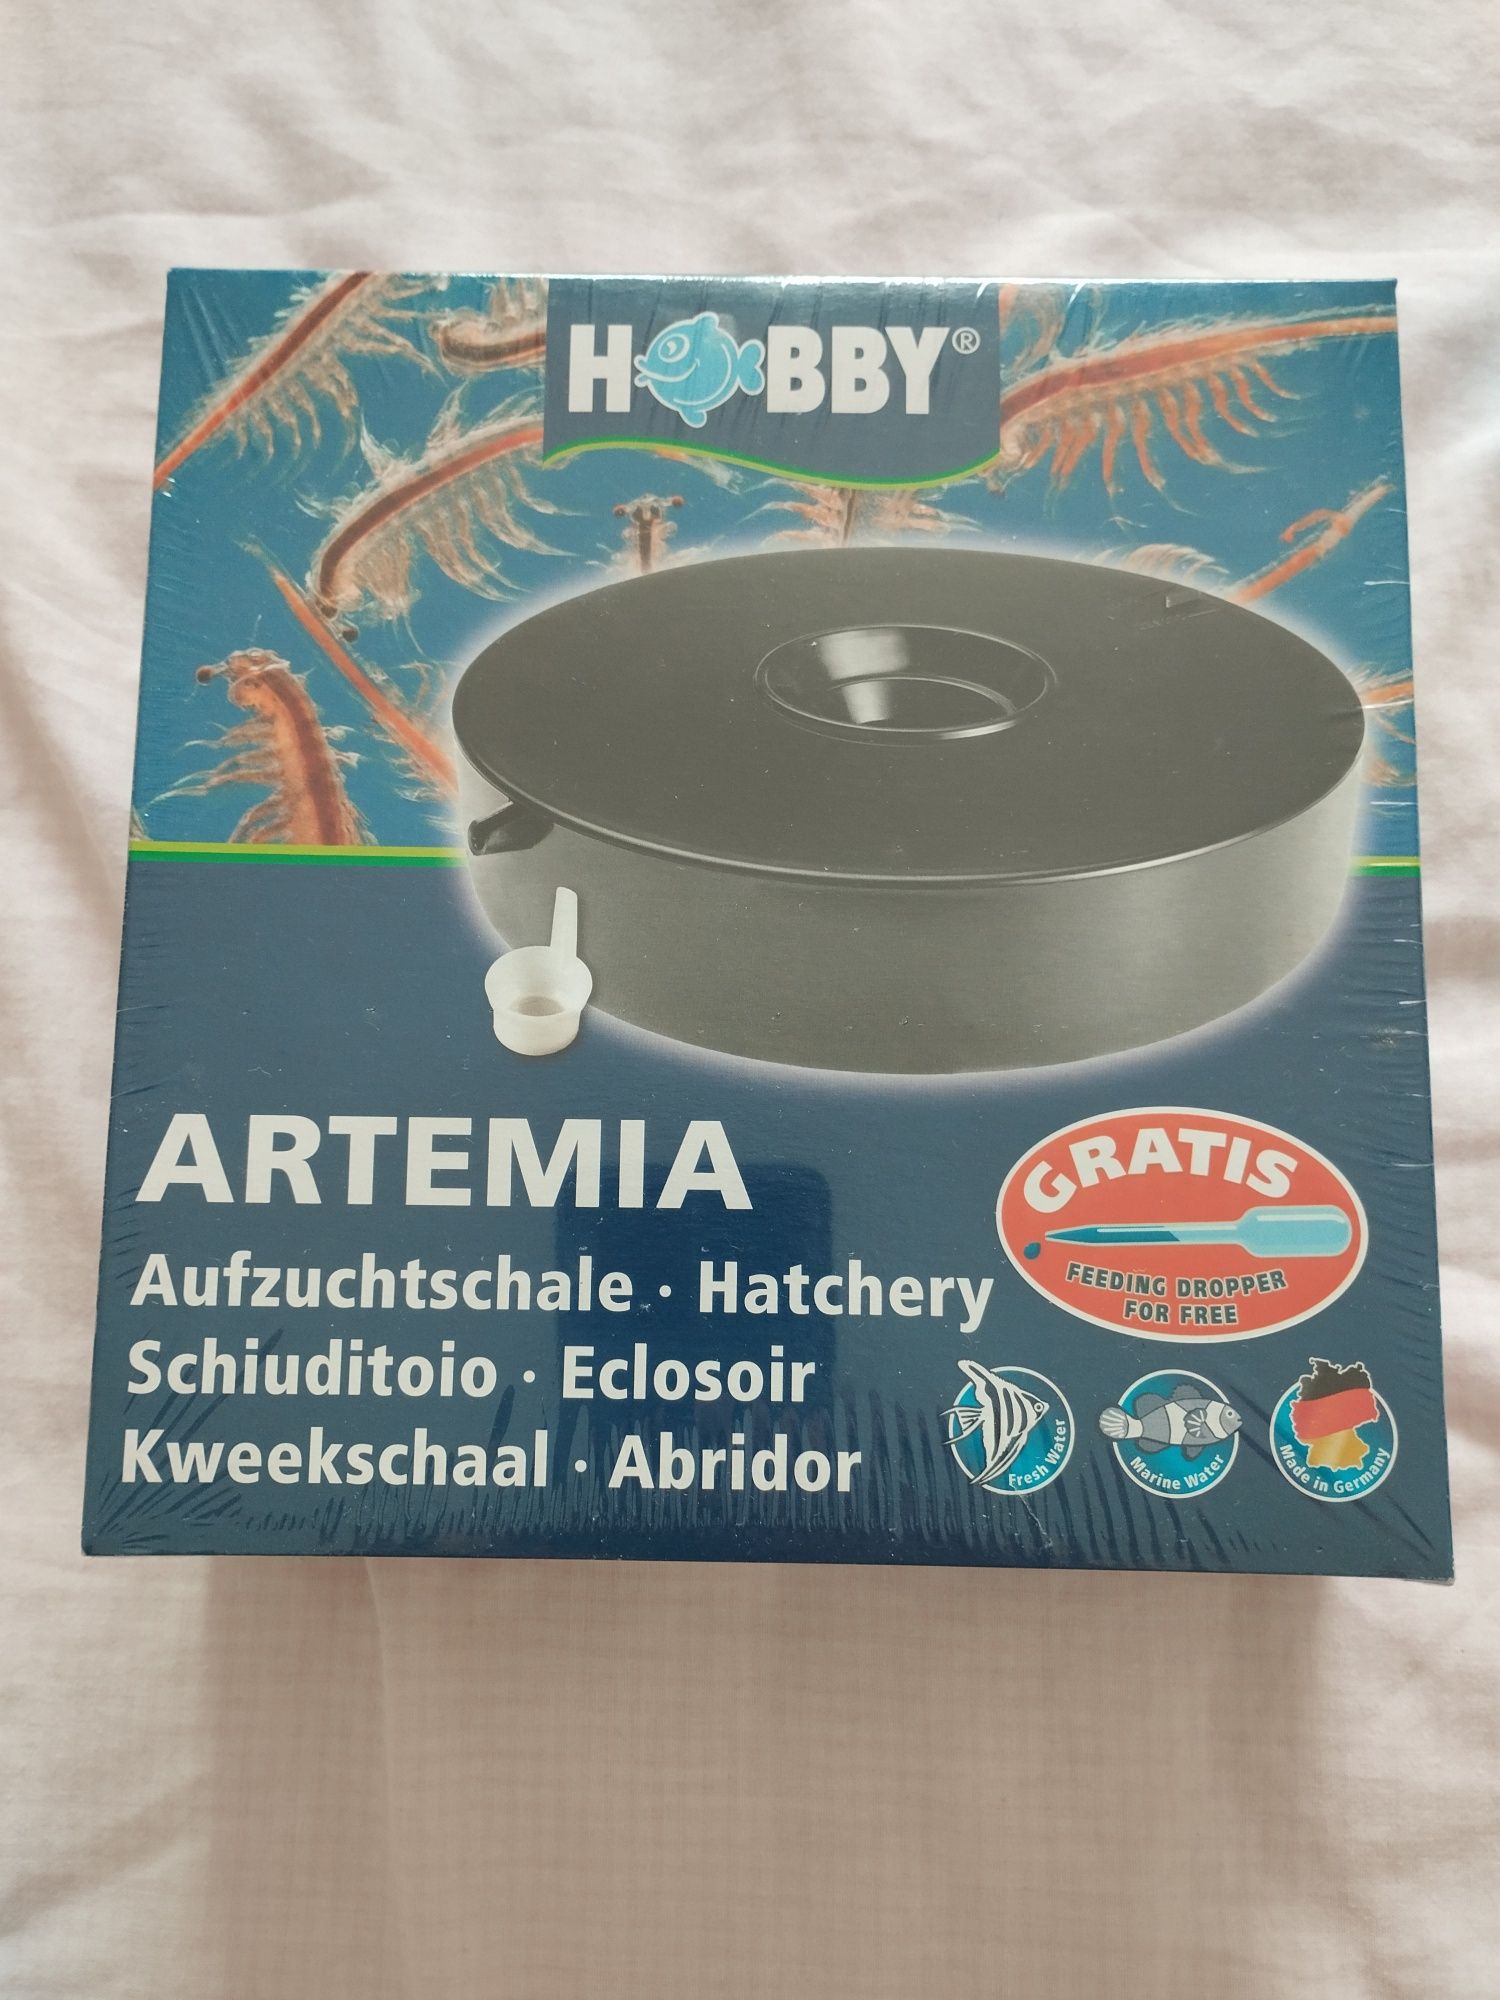 HOBBY®
ARTEMIA
Aufzuchtschale · Hatchery
Schiuditoio · Eclosoir
Kweekschaal · Abridor
GRATIS
FEEDING DROPPER
FOR FREE
Fresh Water
Marine Water
Made in Germany